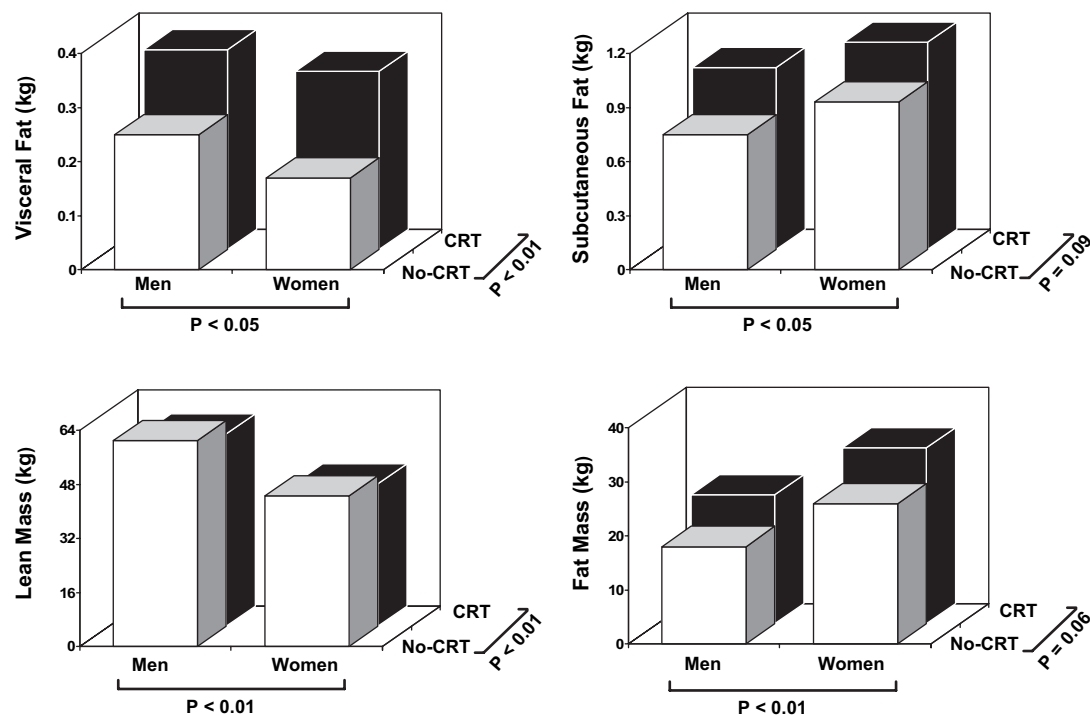 Visceral Fat (kg)
0.4
0.3
0.2
0.1
0
Men
Women
No-CRT
CRT
P < 0.01
P < 0.05
Subcutaneous Fat (kg)
1.2
0.9
0.6
0.3
0
Men
Women
No-CRT
CRT
P = 0.09
P < 0.05
Lean Mass (kg)
64
48
32
16
0
Men
Women
No-CRT
CRT
P < 0.01
P < 0.01
Fat Mass (kg)
40
30
20
10
0
Men
Women
No-CRT
CRT
P = 0.06
P < 0.01